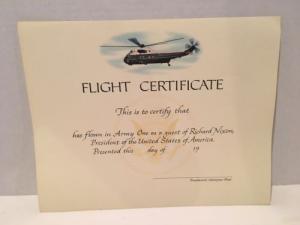 FLIGHT CERTIFICATE
This is to certify that
has flown in Army One as a guest of Richard Nixon,
President of the United States of America.
Presented this day of 19